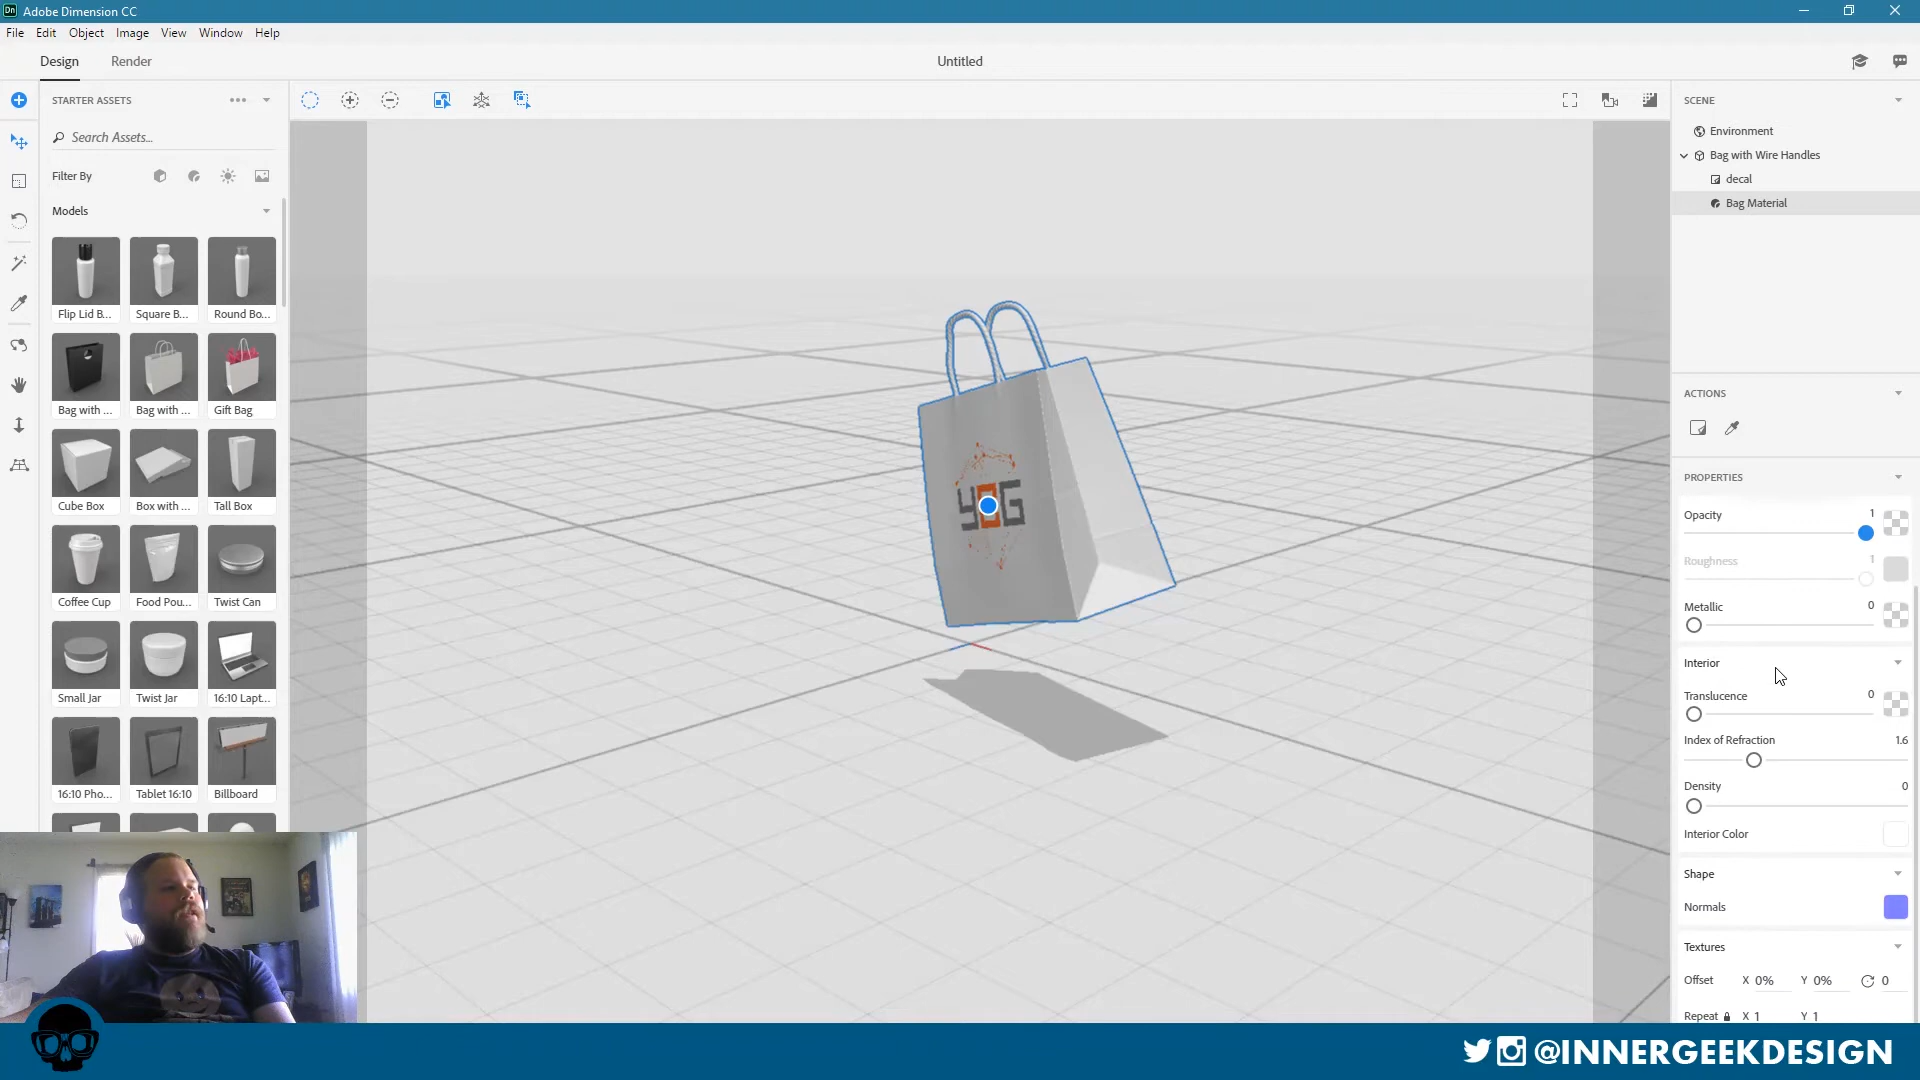 Dn Adobe Dimension CC
File Edit Object Image View Window Help
Design Render Untitled
STARTER ASSETS
Search Assets...
Filter By
Models
Flip Lid B... Square B... Round Bo...
Bag with ... Bag with ... Gift Bag
Cube Box Box with ... Tall Box
Coffee Cup Food Pou... Twist Can
Small Jar Twist Jar 16:10 Lapt...
16:10 Pho... Tablet 16:10 Billboard
YOG
SCENE
Environment
Bag with Wire Handles
decal
Bag Material
ACTIONS
PROPERTIES
Opacity 1
Roughness 1
Metallic 0
Interior
Translucence 0
Index of Refraction 1.6
Density 0
Interior Color
Shape
Normals
Textures
Offset X 0% Y 0% 0
Repeat X 1 Y 1
@INNERGEEKDESIGN